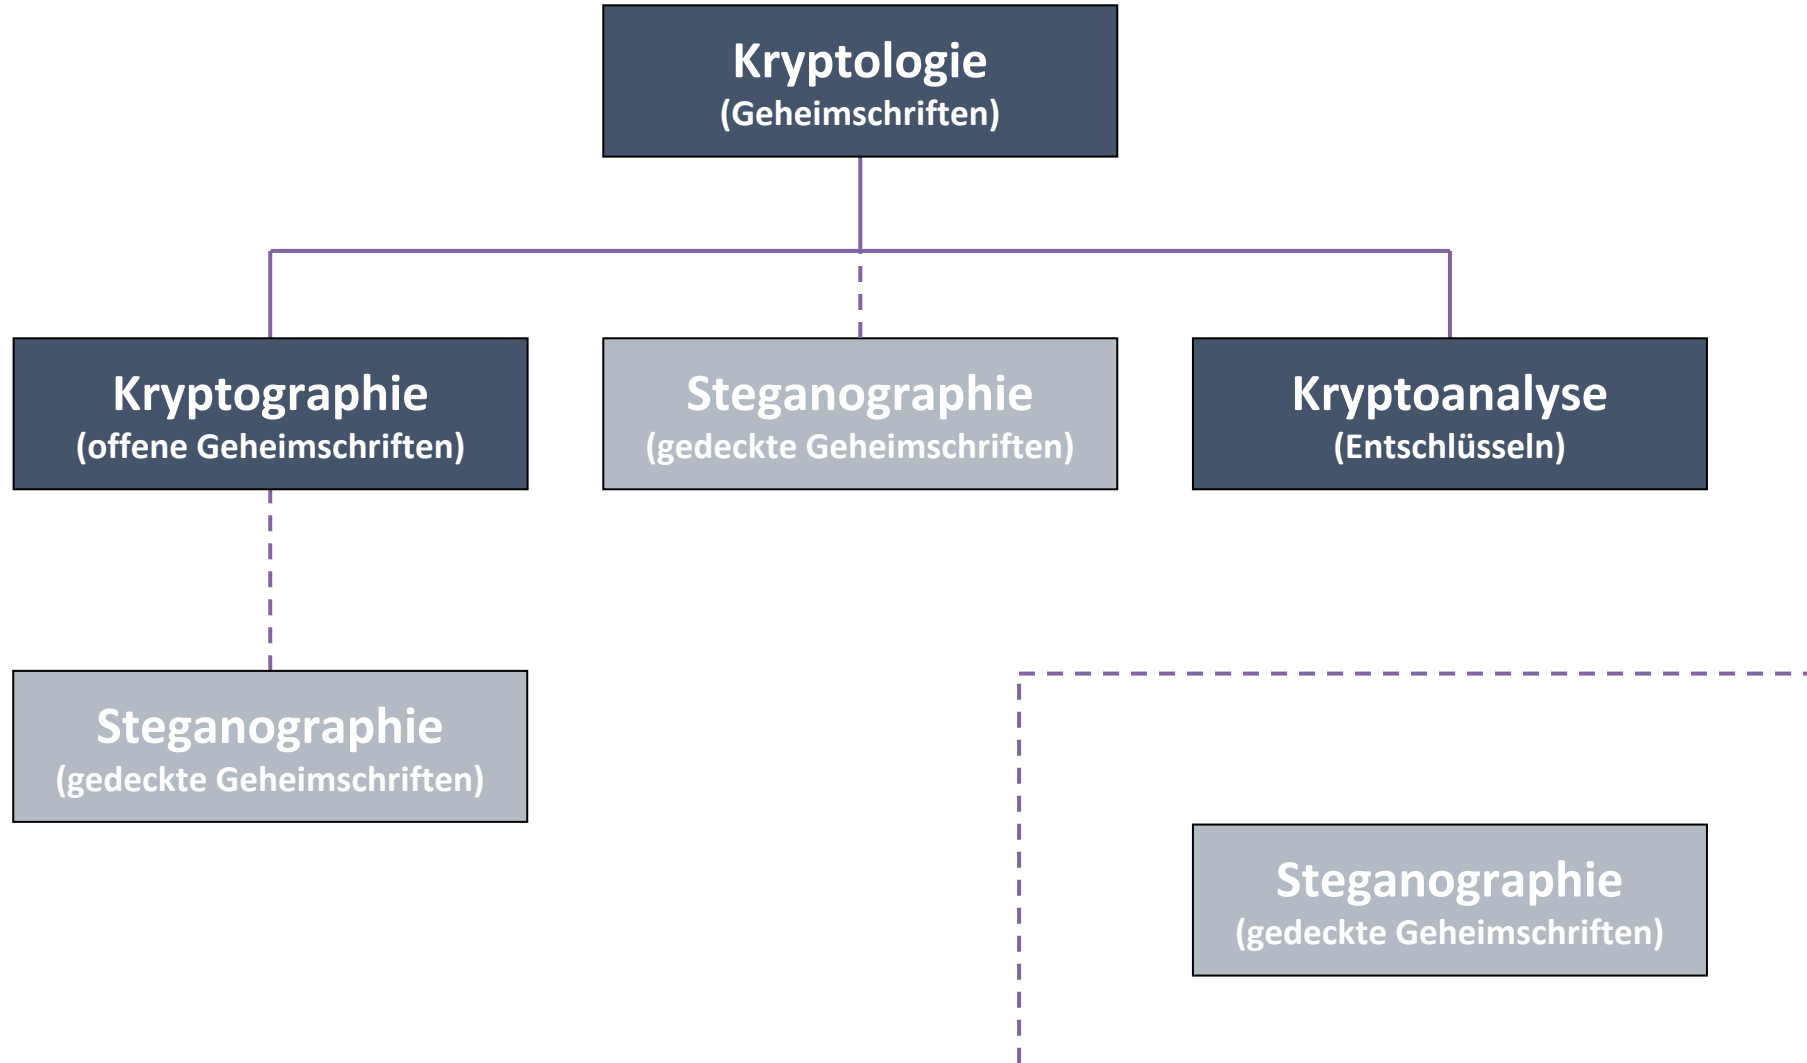 Kryptologie
(Geheimschriften)
Kryptographie
(offene Geheimschriften)
Steganographie
(gedeckte Geheimschriften)
Kryptoanalyse
(Entschlüsseln)
Steganographie
(gedeckte Geheimschriften)
Steganographie
(gedeckte Geheimschriften)